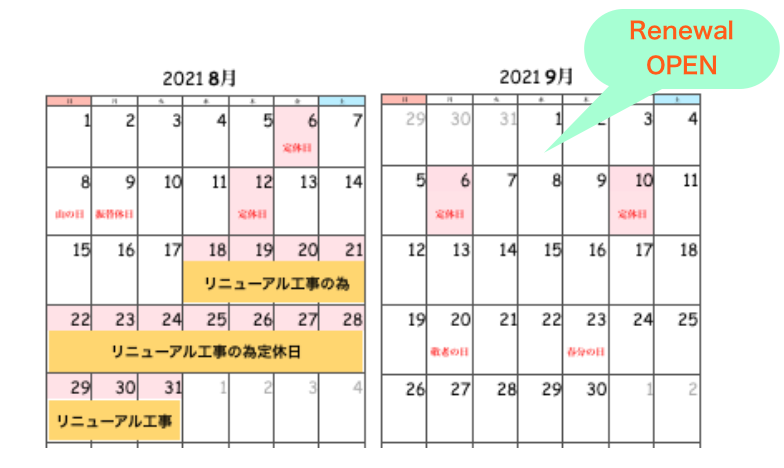 Renewal
OPEN
2021 8月
日 月 火 水 木 金 土
1 2 3 4 5 6 7
定休日
8 9 10 11 12 13 14
山の日 振替休日 定休日
15 16 17 18 19 20 21
リニューアル工事の為
22 23 24 25 26 27 28
リニューアル工事の為定休日
29 30 31 1 2 3 4
リニューアル工事
2021 9月
日 月 火 水 土
29 30 31 1 2 3 4
5 6 7 8 9 10 11
定休日 定休日
12 13 14 15 16 17 18
19 20 21 22 23 24 25
敬老の日 春分の日
26 27 28 29 30 1 2